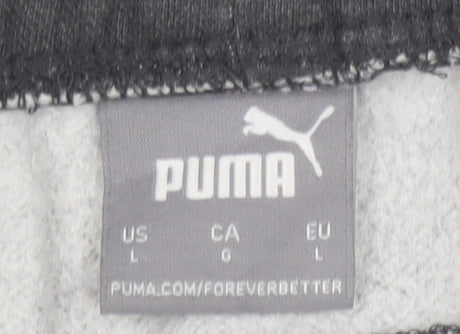 PUMA
US CA EU
L G L
PUMA.COM/FOREVERBETTER